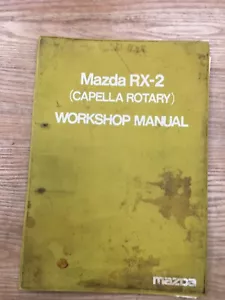 Mazda RX-2
(CAPELLA ROTARY)
WORKSHOP MANUAL
mazda